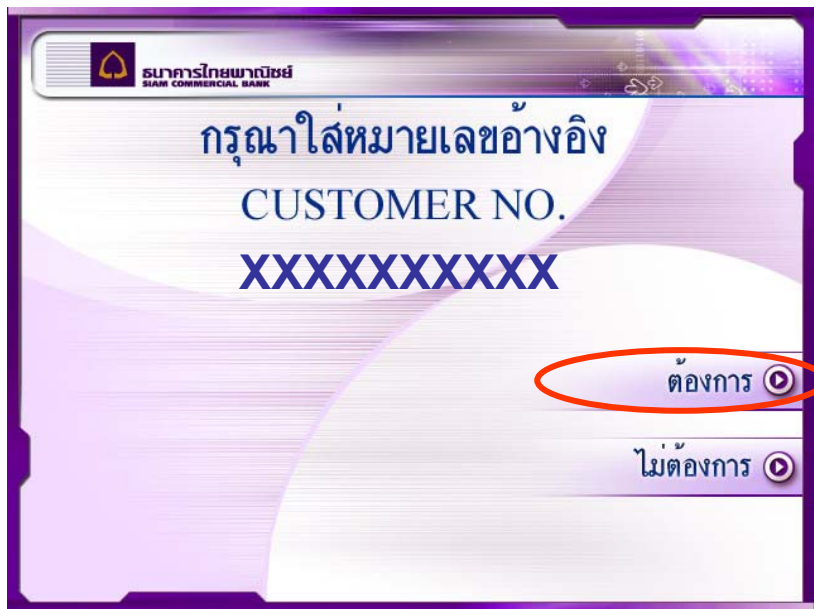 ธนาคารไทยพาณิชย์
SIAM COMMERCIAL BANK
กรุณาใส่หมายเลขอ้างอิง
CUSTOMER NO.
XXXXXXXXXX
ต้องการ
ไม่ต้องการ